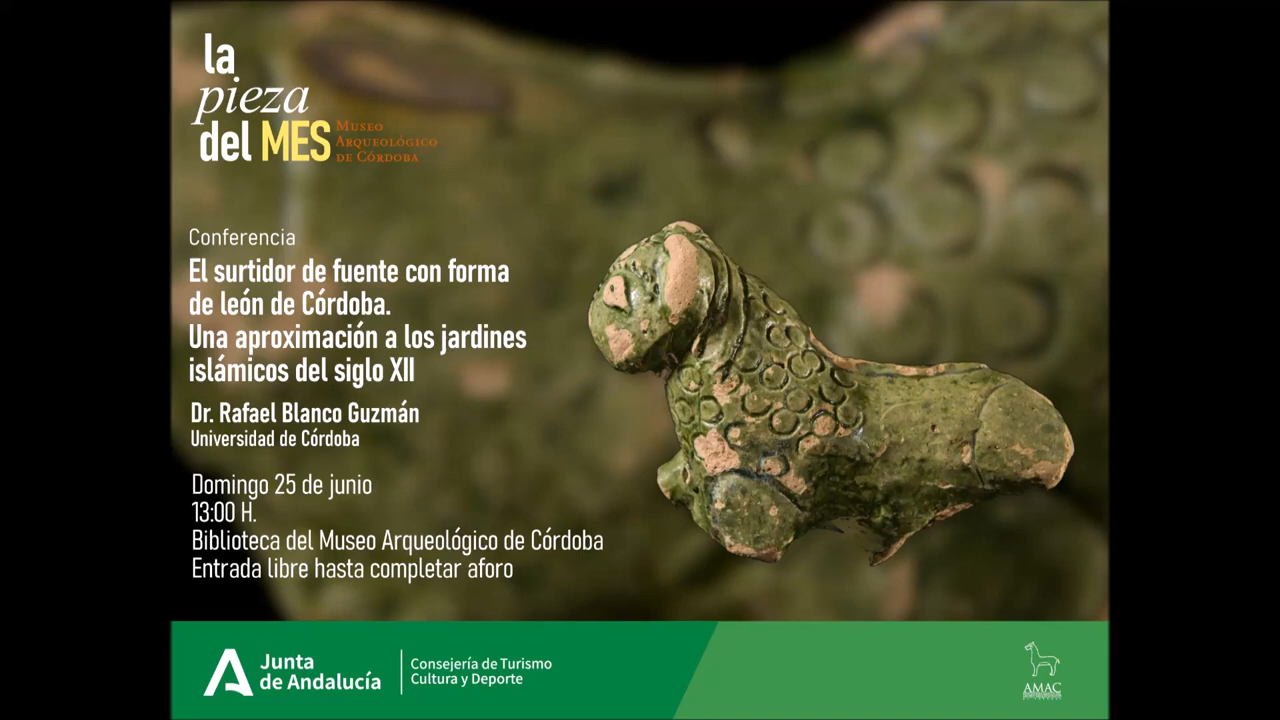 la
pieza
del MES
Museo
Arqueológico
de Córdoba
Conferencia
El surtidor de fuente con forma
de león de Córdoba.
Una aproximación a los jardines
islámicos del siglo XII
Dr. Rafael Blanco Guzmán
Universidad de Córdoba
Domingo 25 de junio
13:00 H.
Biblioteca del Museo Arqueológico de Córdoba
Entrada libre hasta completar aforo
Junta
de Andalucía
Consejería de Turismo
Cultura y Deporte
AMAC